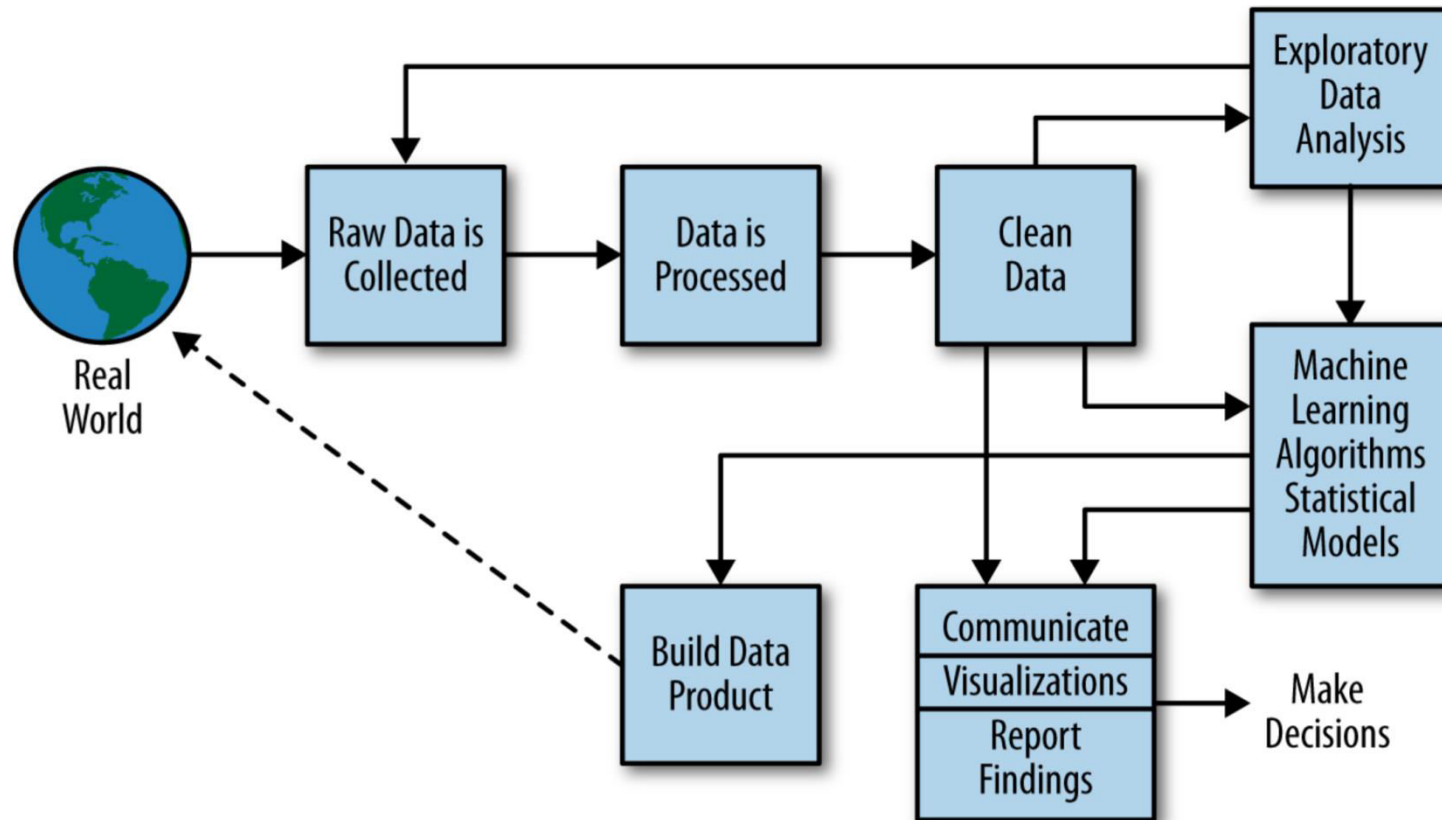 Exploratory
Data
Analysis
Raw Data is
Collected
Data is
Processed
Clean
Data
Real
World
Machine
Learning
Algorithms
Statistical
Models
Build Data
Product
Communicate
Visualizations
Report
Findings
Make
Decisions